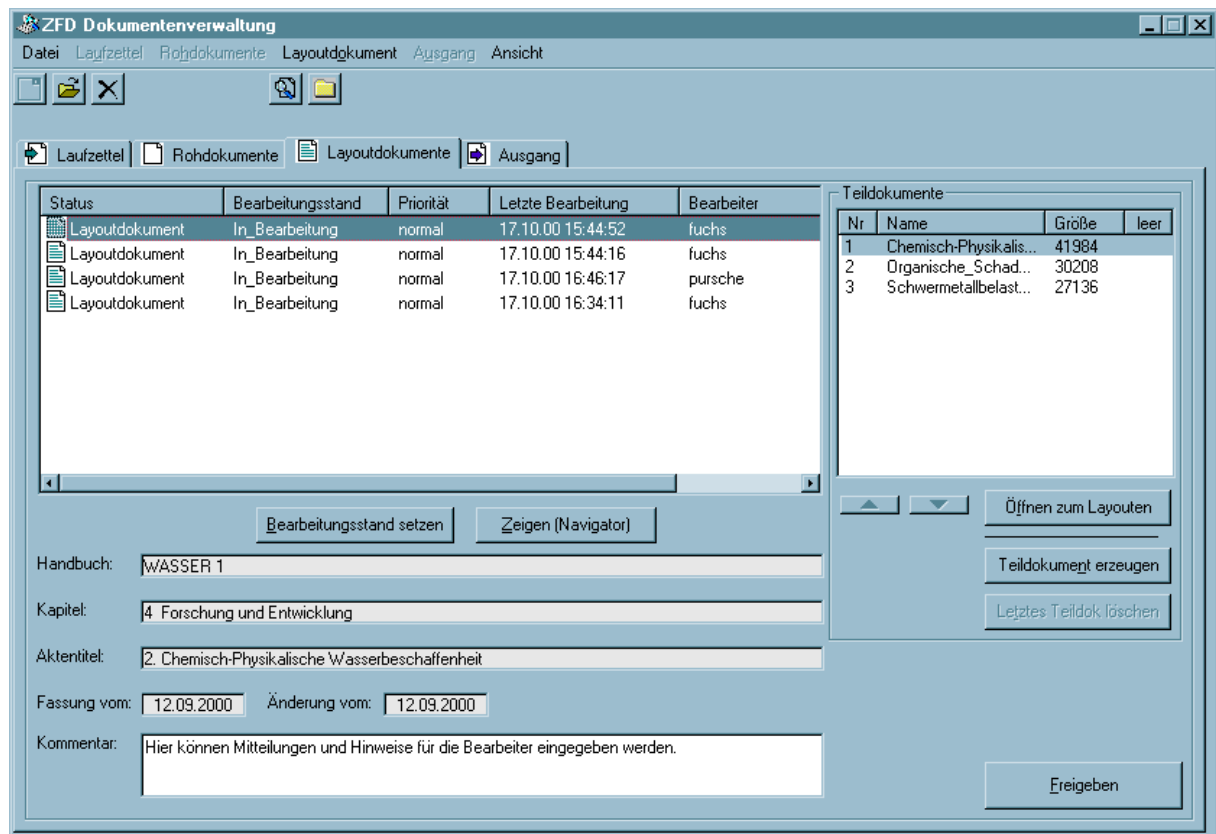 ZFD Dokumentenverwaltung
Datei Laufzettel Rohdokumente Layoutdokument Ausgang Ansicht
Laufzettel Rohdokumente Layoutdokumente Ausgang
Status Bearbeitungsstand Priorität Letzte Bearbeitung Bearbeiter
Layoutdokument In_Bearbeitung normal 17.10.00 15:44:52 fuchs
Layoutdokument In_Bearbeitung normal 17.10.00 15:44:16 fuchs
Layoutdokument In_Bearbeitung normal 17.10.00 16:46:17 pursche
Layoutdokument In_Bearbeitung normal 17.10.00 16:34:11 fuchs
Teildokumente
Nr Name Größe leer
1 Chemisch-Physikalis... 41984
2 Organische_Schad... 30208
3 Schwermetallbelast... 27136
Öffnen zum Layouten
Teildokument erzeugen
Letztes Teildok löschen
Bearbeitungsstand setzen Zeigen (Navigator)
Handbuch: WASSER 1
Kapitel: 4 Forschung und Entwicklung
Aktentitel: 2. Chemisch-Physikalische Wasserbeschaffenheit
Fassung vom: 12.09.2000 Änderung vom: 12.09.2000
Kommentar: Hier können Mitteilungen und Hinweise für die Bearbeiter eingegeben werden.
Freigeben